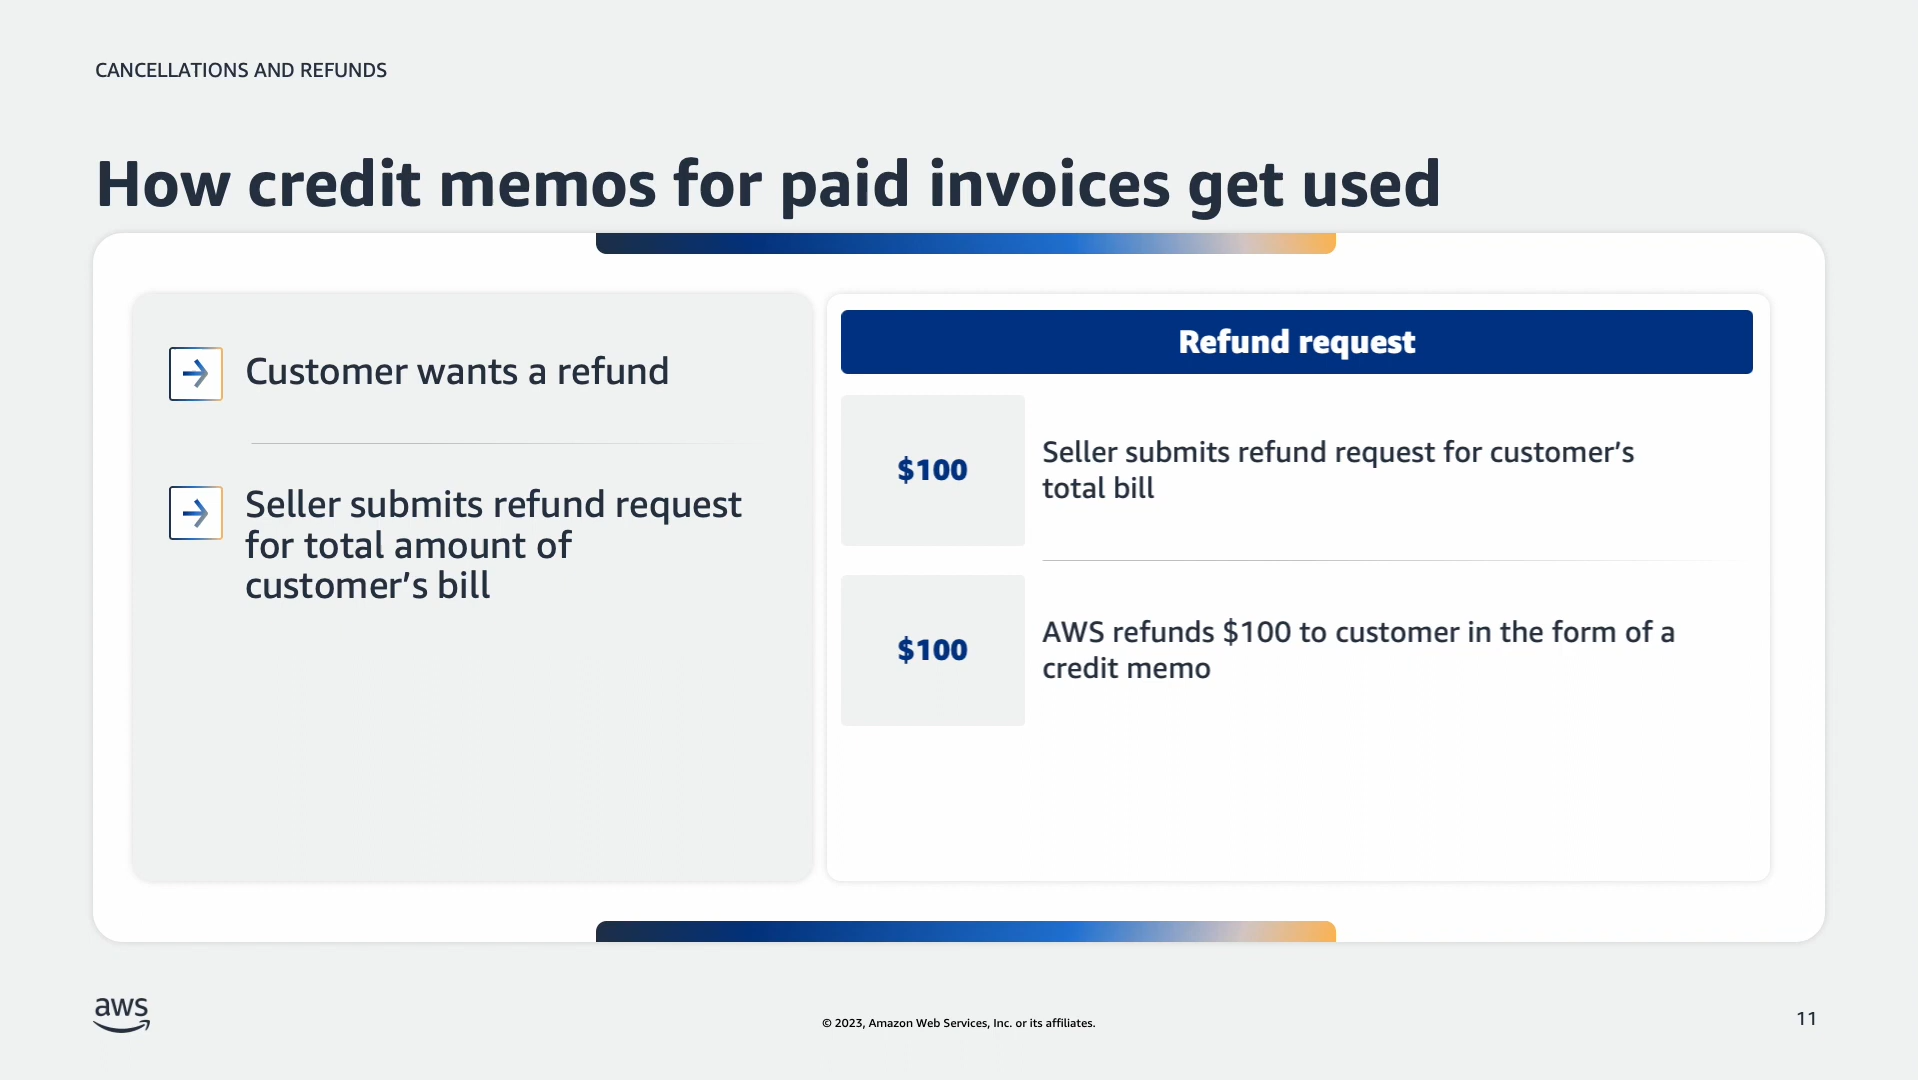 CANCELLATIONS AND REFUNDS
How credit memos for paid invoices get used
Customer wants a refund
Seller submits refund request
for total amount of
customer’s bill
Refund request
$100
Seller submits refund request for customer’s
total bill
$100
AWS refunds $100 to customer in the form of a
credit memo
aws
© 2023, Amazon Web Services, Inc. or its affiliates.
11